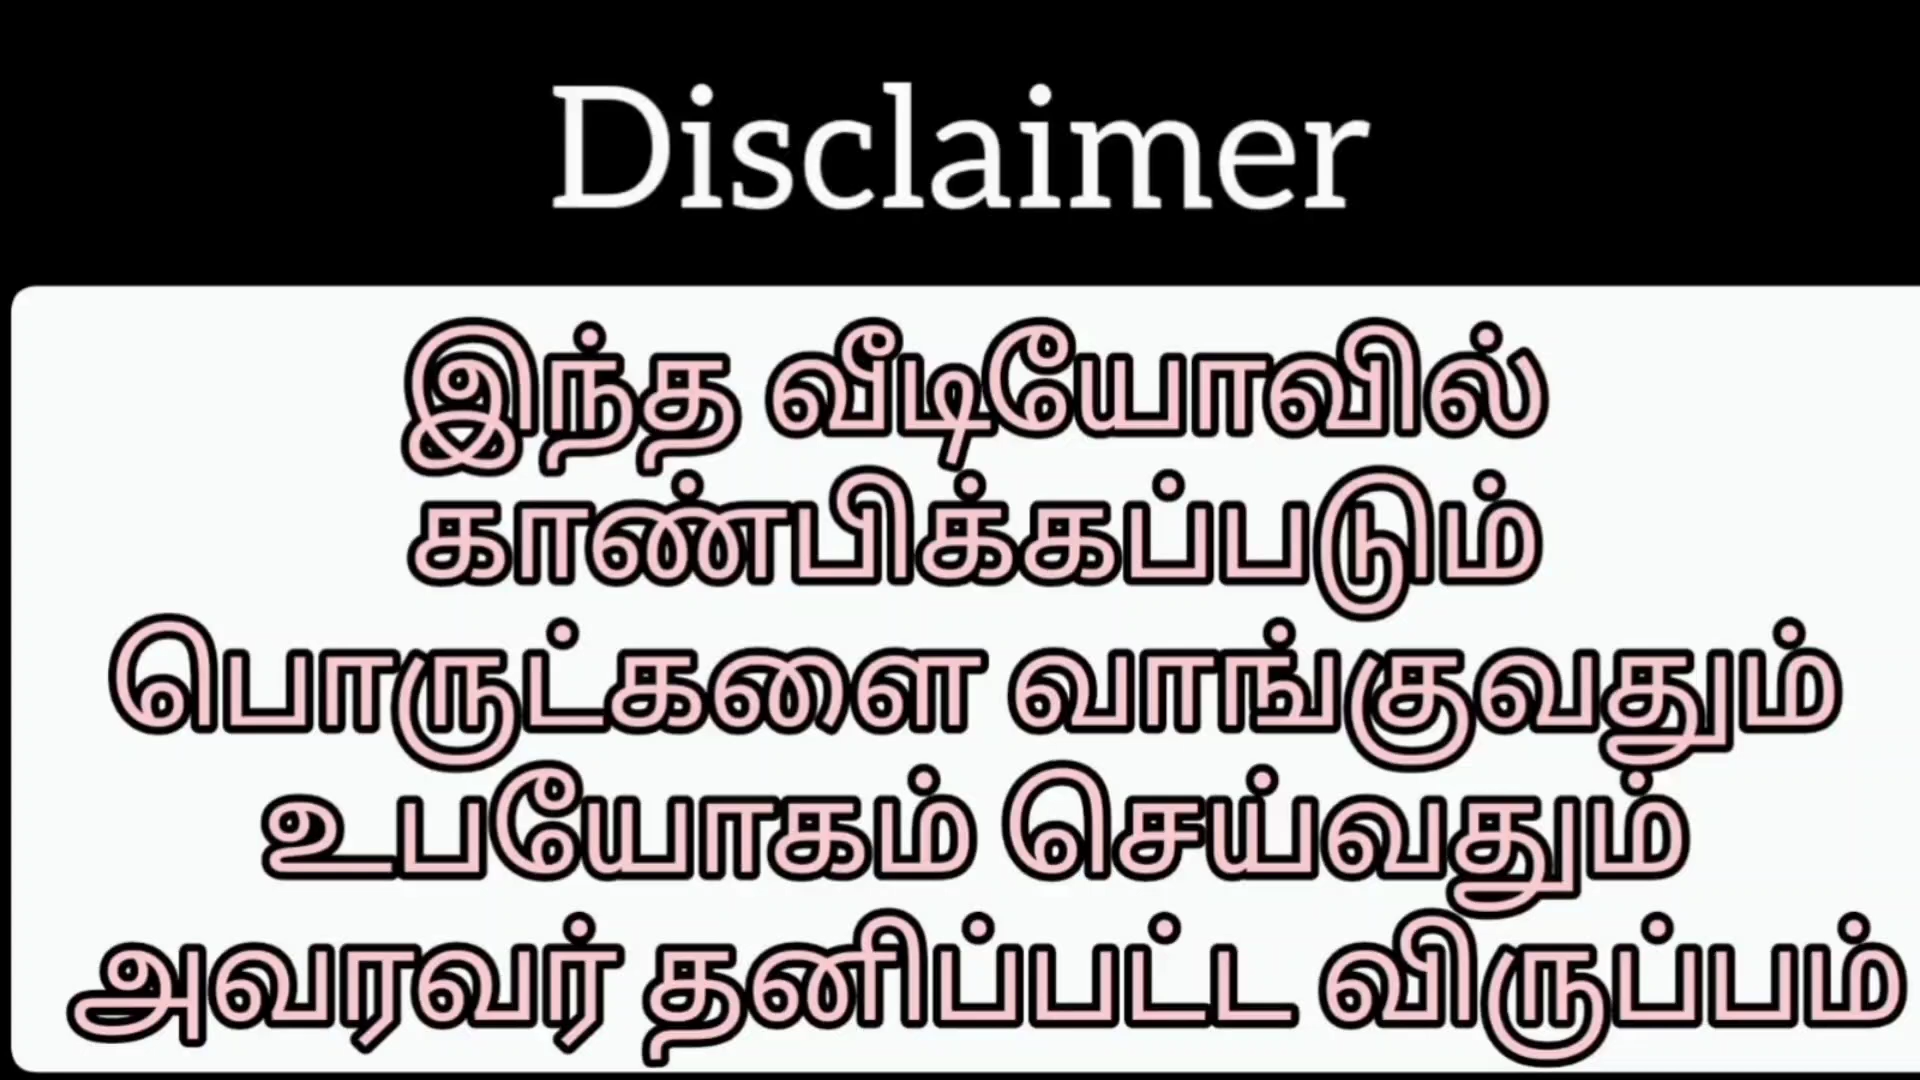 Disclaimer
இந்த வீடியோவில்
காண்பிக்கப்படும்
பொருட்களை வாங்குவதும்
உபயோகம் செய்வதும்
அவரவர் தனிப்பட்ட விருப்பம்